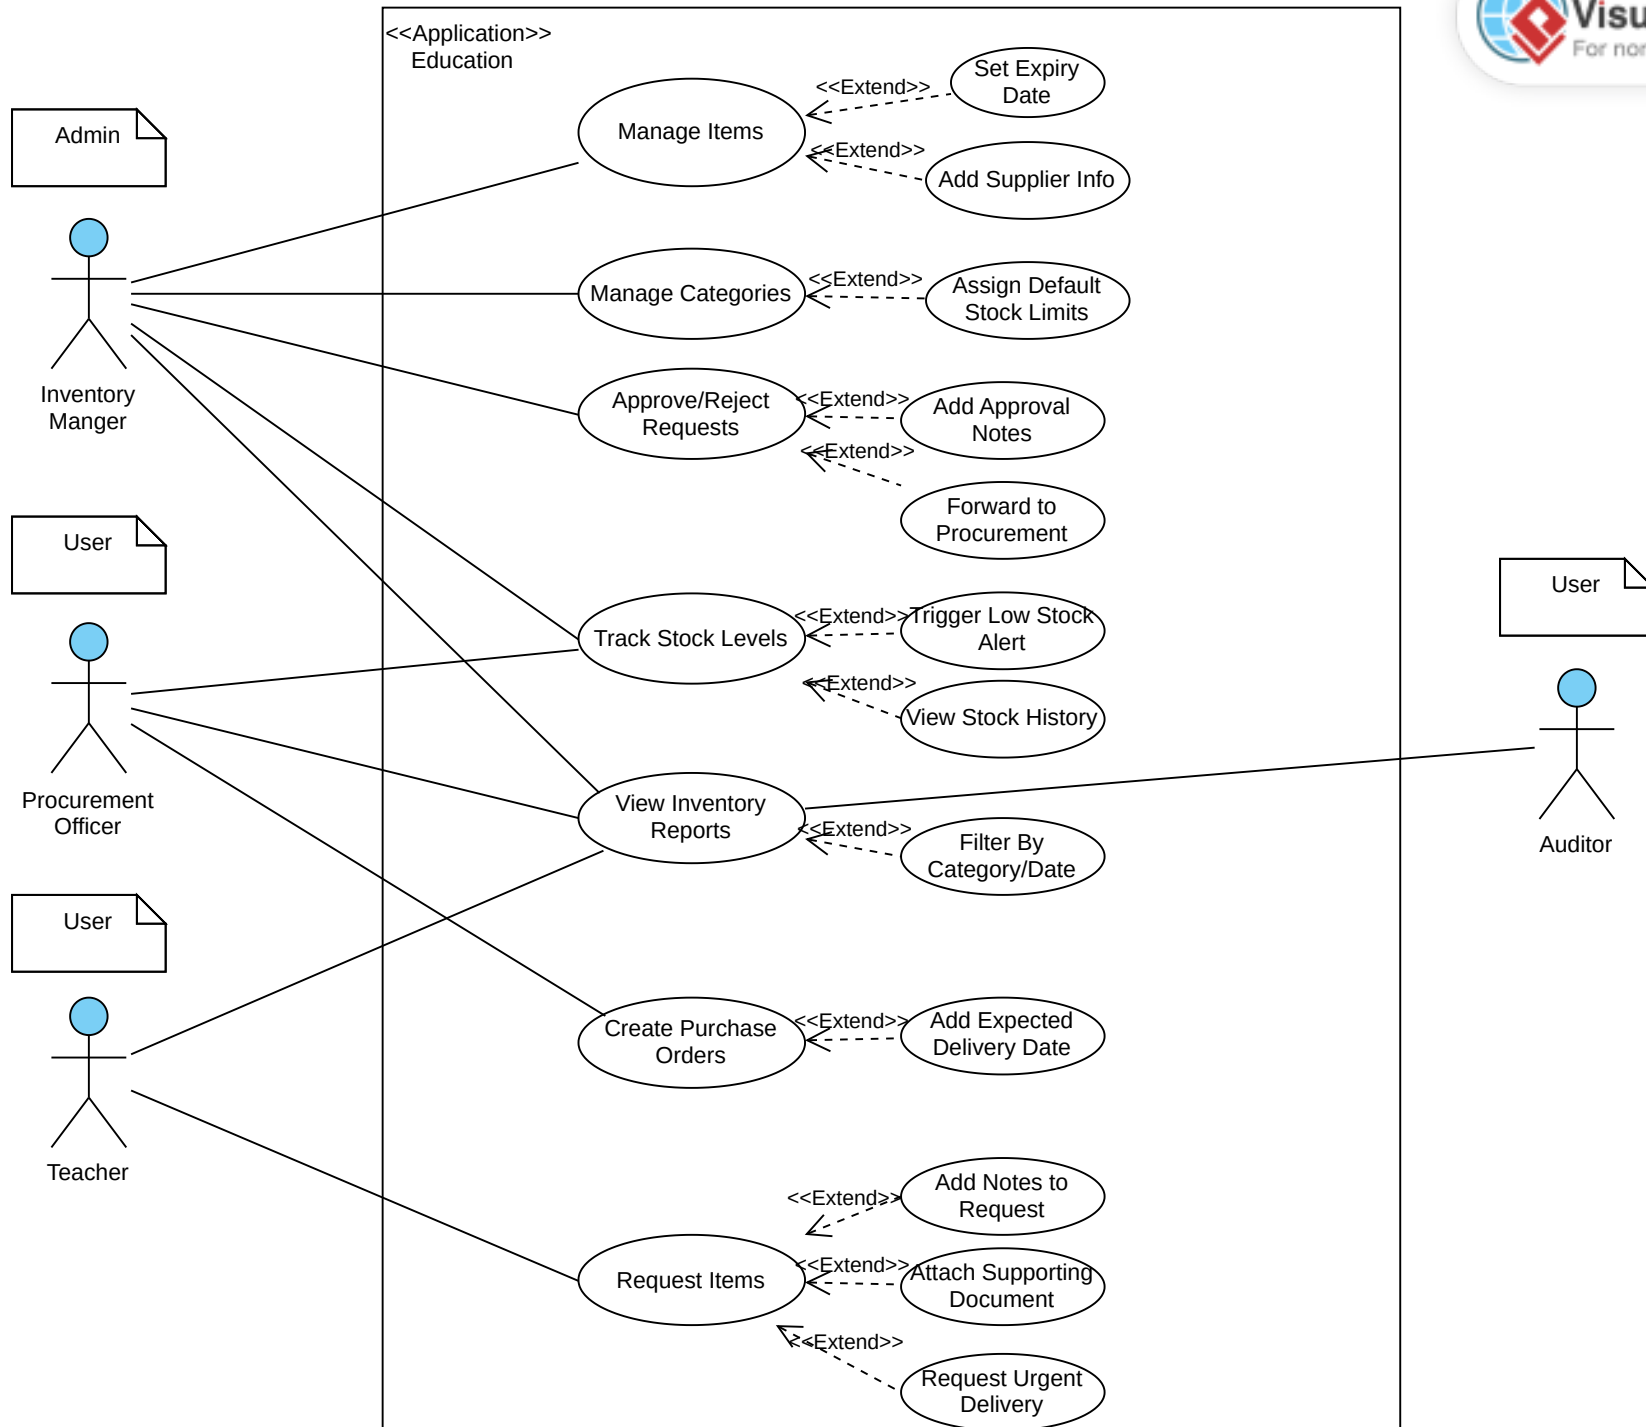 <<Application>>
Education
Visu
For non
Admin
Inventory
Manger
User
Procurement
Officer
User
Teacher
User
Auditor
Manage Items
<<Extend>>
Set Expiry
Date
<<Extend>>
Add Supplier Info
Manage Categories
<<Extend>>
Assign Default
Stock Limits
Approve/Reject
Requests
<<Extend>>
Add Approval
Notes
<<Extend>>
Forward to
Procurement
Track Stock Levels
<<Extend>>
Trigger Low Stock
Alert
<<Extend>>
View Stock History
View Inventory
Reports
<<Extend>>
Filter By
Category/Date
Create Purchase
Orders
<<Extend>>
Add Expected
Delivery Date
Request Items
<<Extend>>
Add Notes to
Request
<<Extend>>
Attach Supporting
Document
<<Extend>>
Request Urgent
Delivery